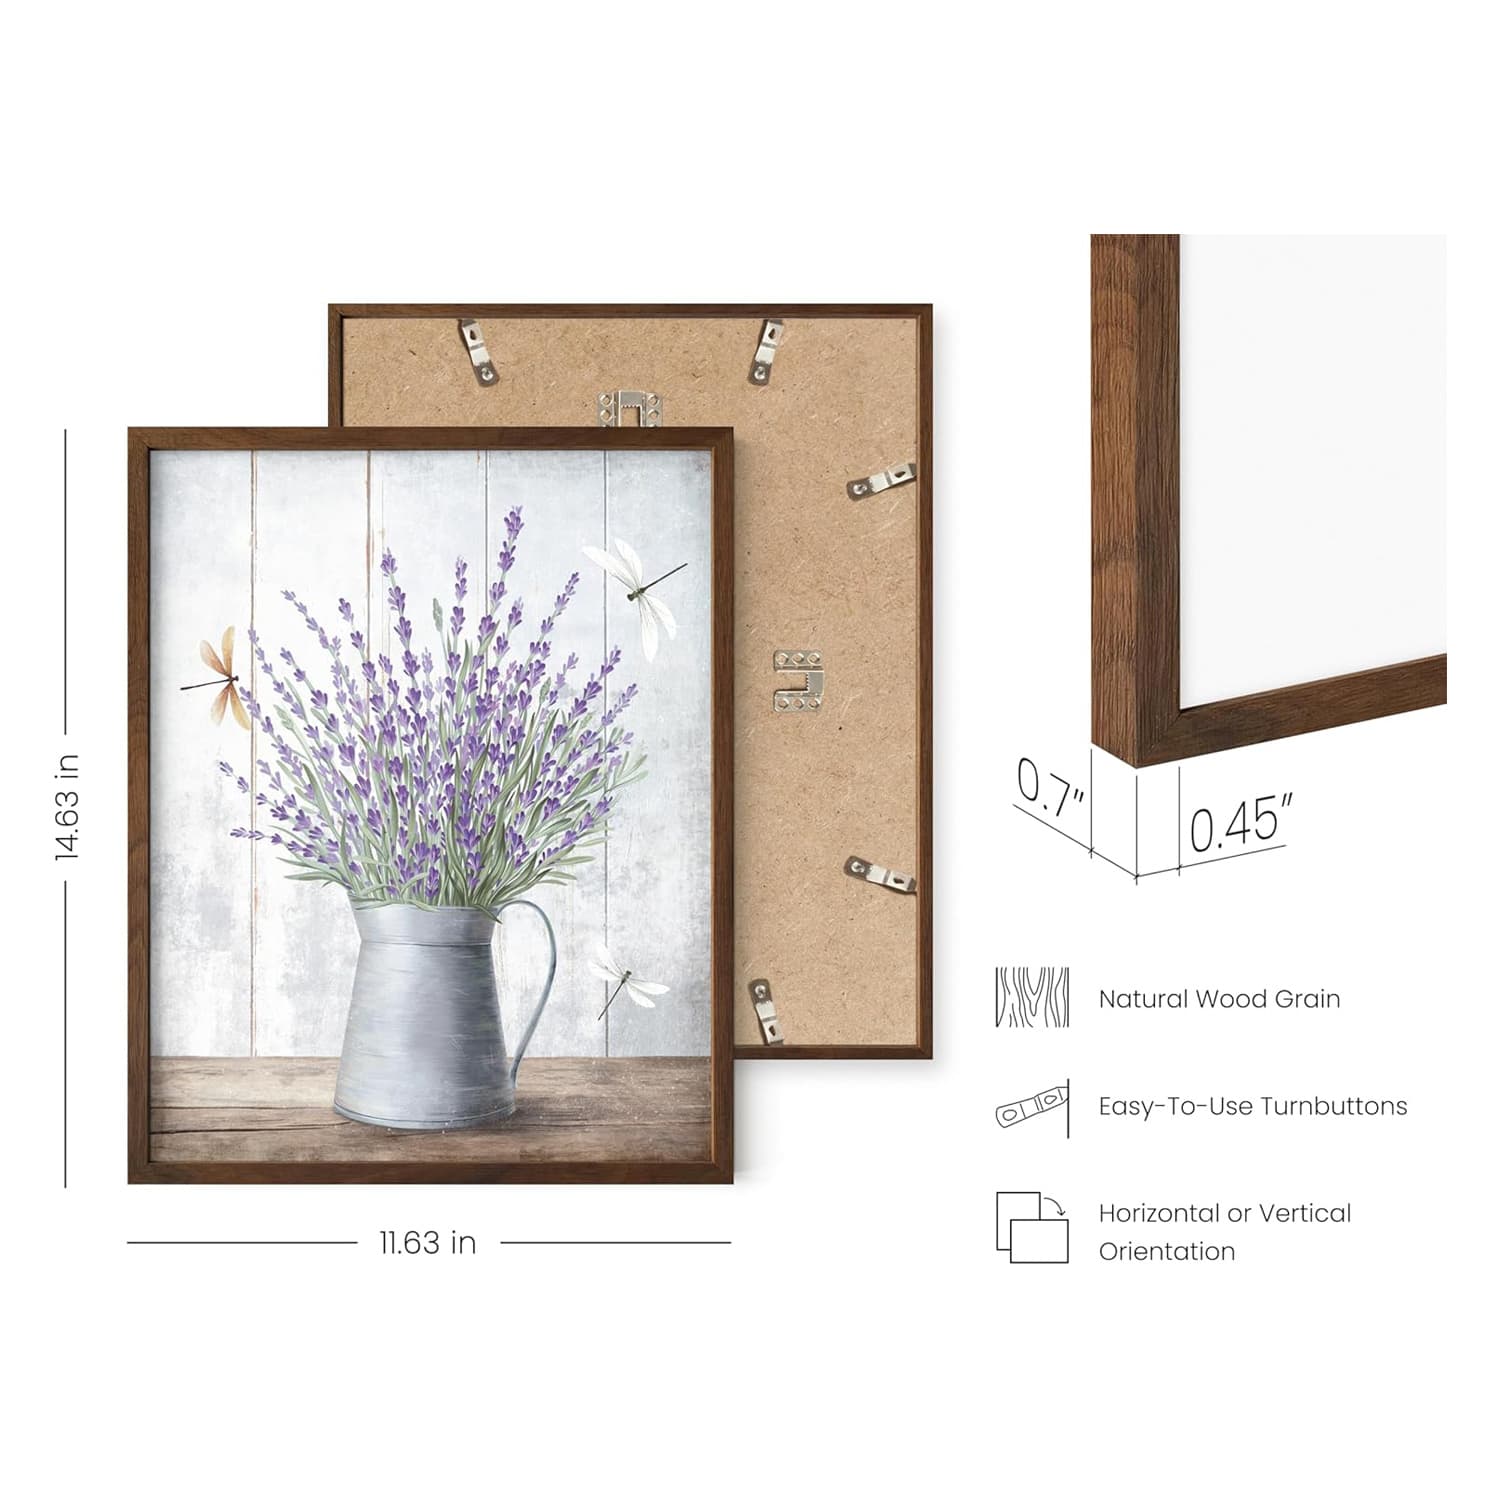 14.63 in
11.63 in
0.7"
0.45"
Natural Wood Grain
Easy-To-Use Turnbuttons
Horizontal or Vertical
Orientation